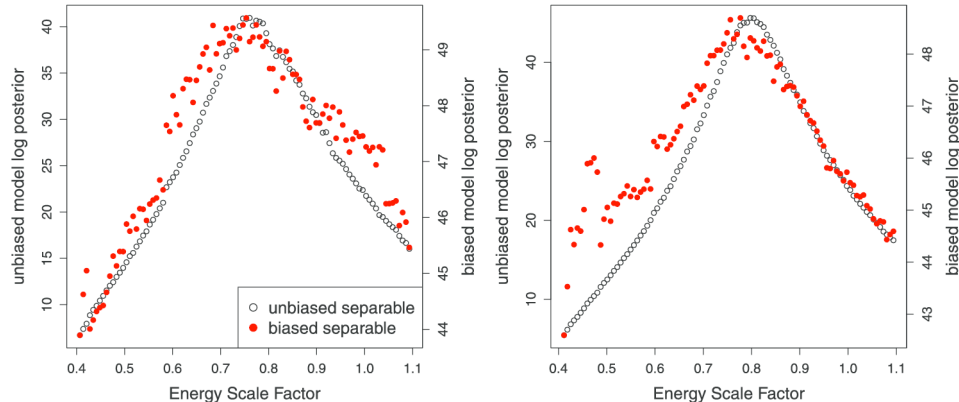 unbiased model log posterior
40
35
30
25
20
15
10
49
48
47
46
45
44
biased model log posterior
unbiased separable
biased separable
0.4 0.5 0.6 0.7 0.8 0.9 1.0 1.1
Energy Scale Factor
unbiased model log posterior
40
30
20
10
48
47
46
45
44
43
biased model log posterior
0.4 0.5 0.6 0.7 0.8 0.9 1.0 1.1
Energy Scale Factor